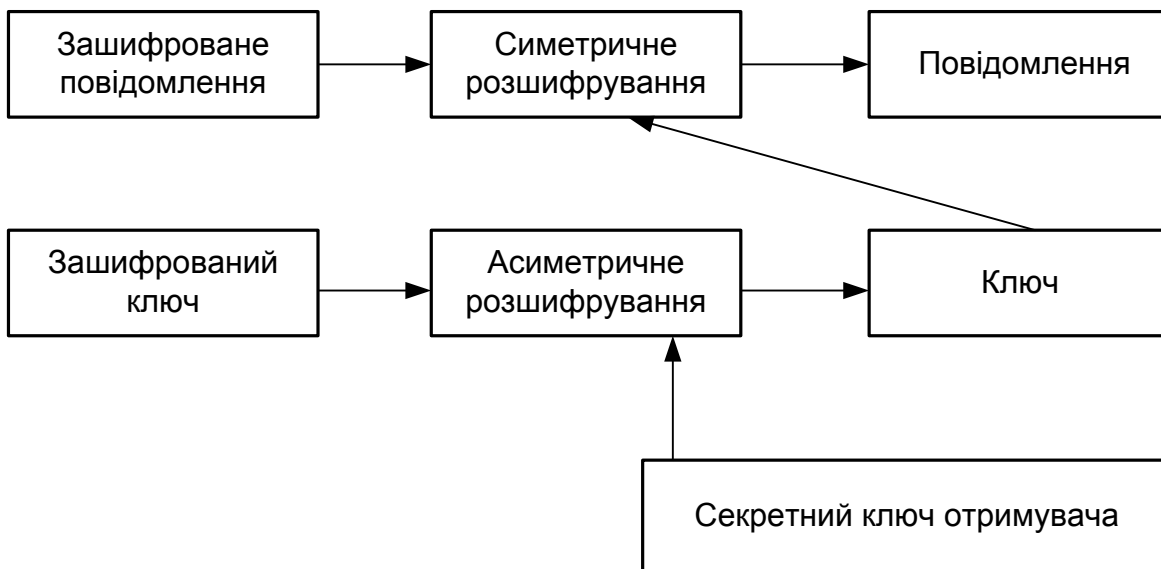 Зашифроване
повідомлення
Симетричне
розшифрування
Повідомлення
Зашифрований
ключ
Асиметричне
розшифрування
Ключ
Секретний ключ отримувача